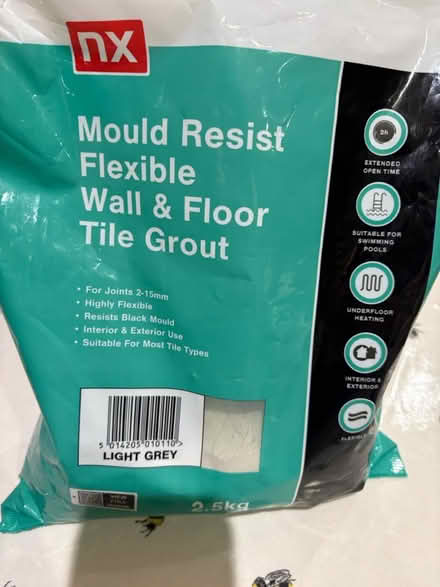 nx
Mould Resist
Flexible
Wall & Floor
Tile Grout
• For Joints 2-15mm
• Highly Flexible
• Resists Black Mould
• Interior & Exterior Use
• Suitable For Most Tile Types
5 014205 010110 >
LIGHT GREY
nx
VIEW
2.5kg
2h
EXTENDED
OPEN TIME
SUITABLE FOR
SWIMMING
POOLS
UNDERFLOOR
HEATING
INTERIOR &
EXTERIOR